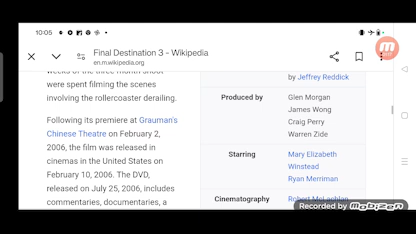 10:05
Final Destination 3 - Wikipedia
en.m.wikipedia.org
weeks of the three-month shoot
were spent filming the scenes
involving the rollercoaster derailing.
Following its premiere at Grauman's
Chinese Theatre on February 2,
2006, the film was released in
cinemas in the United States on
February 10, 2006. The DVD,
released on July 25, 2006, includes
commentaries, documentaries, a
by Jeffrey Reddick
Produced by
Glen Morgan
James Wong
Craig Perry
Warren Zide
Starring
Mary Elizabeth
Winstead
Ryan Merriman
Cinematography
Robert McLachlan
Recorded by Mobizen